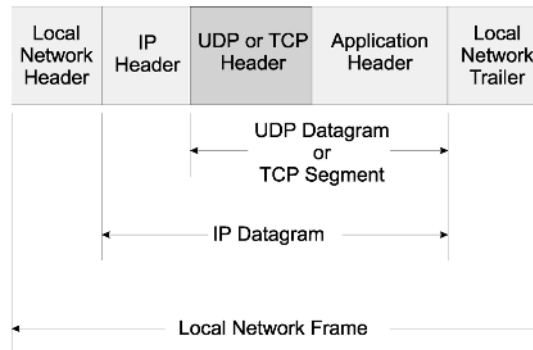 Local
Network
Header
IP
Header
UDP or TCP
Header
Application
Header
Local
Network
Trailer
UDP Datagram
or
TCP Segment
IP Datagram
Local Network Frame